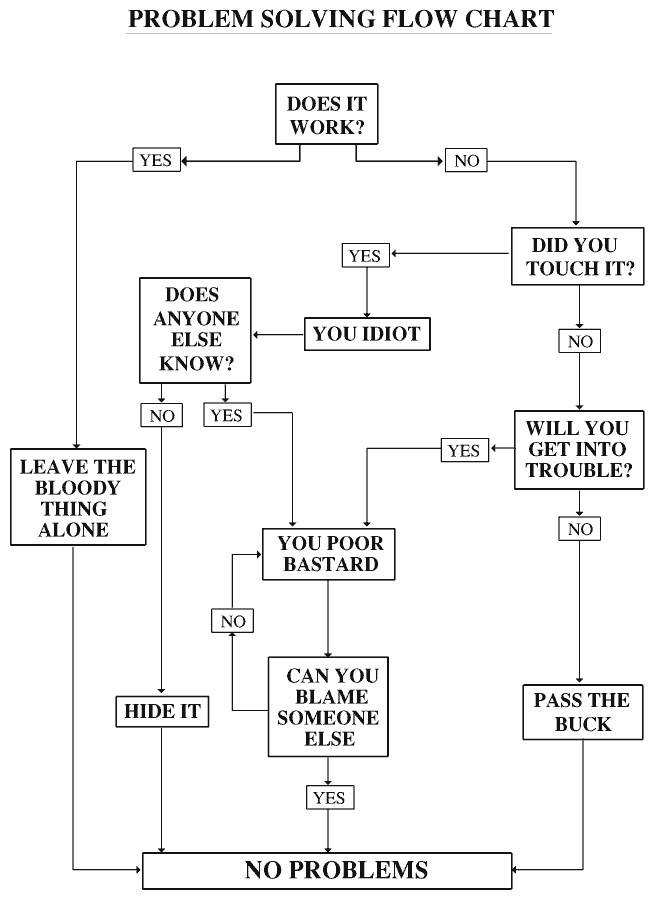 PROBLEM SOLVING FLOW CHART
DOES IT
WORK?
YES
NO
DID YOU
TOUCH IT?
YES
DOES
ANYONE
ELSE
KNOW?
YOU IDIOT
NO
NO
YES
WILL YOU
GET INTO
TROUBLE?
YES
LEAVE THE
BLOODY
THING
ALONE
NO
YOU POOR
BASTARD
NO
CAN YOU
BLAME
SOMEONE
ELSE
PASS THE
BUCK
HIDE IT
YES
NO PROBLEMS